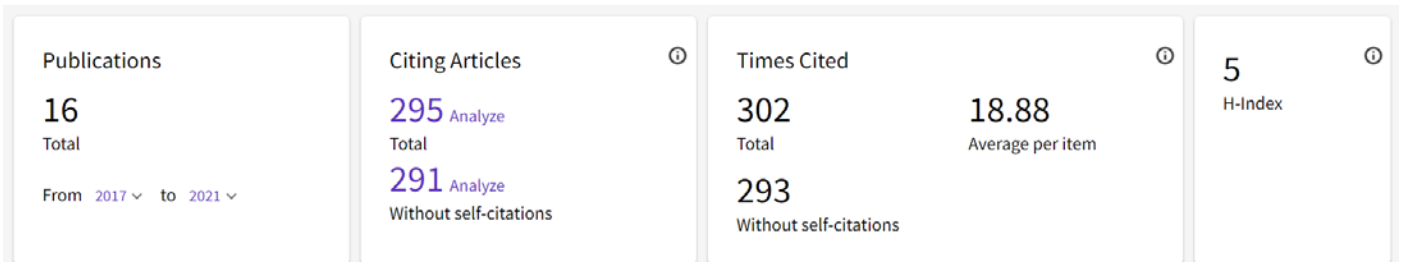 Publications
16
Total
From 2017 to 2021
Citing Articles
295 Analyze
Total
291 Analyze
Without self-citations
Times Cited
302
Total
18.88
Average per item
293
Without self-citations
5
H-Index